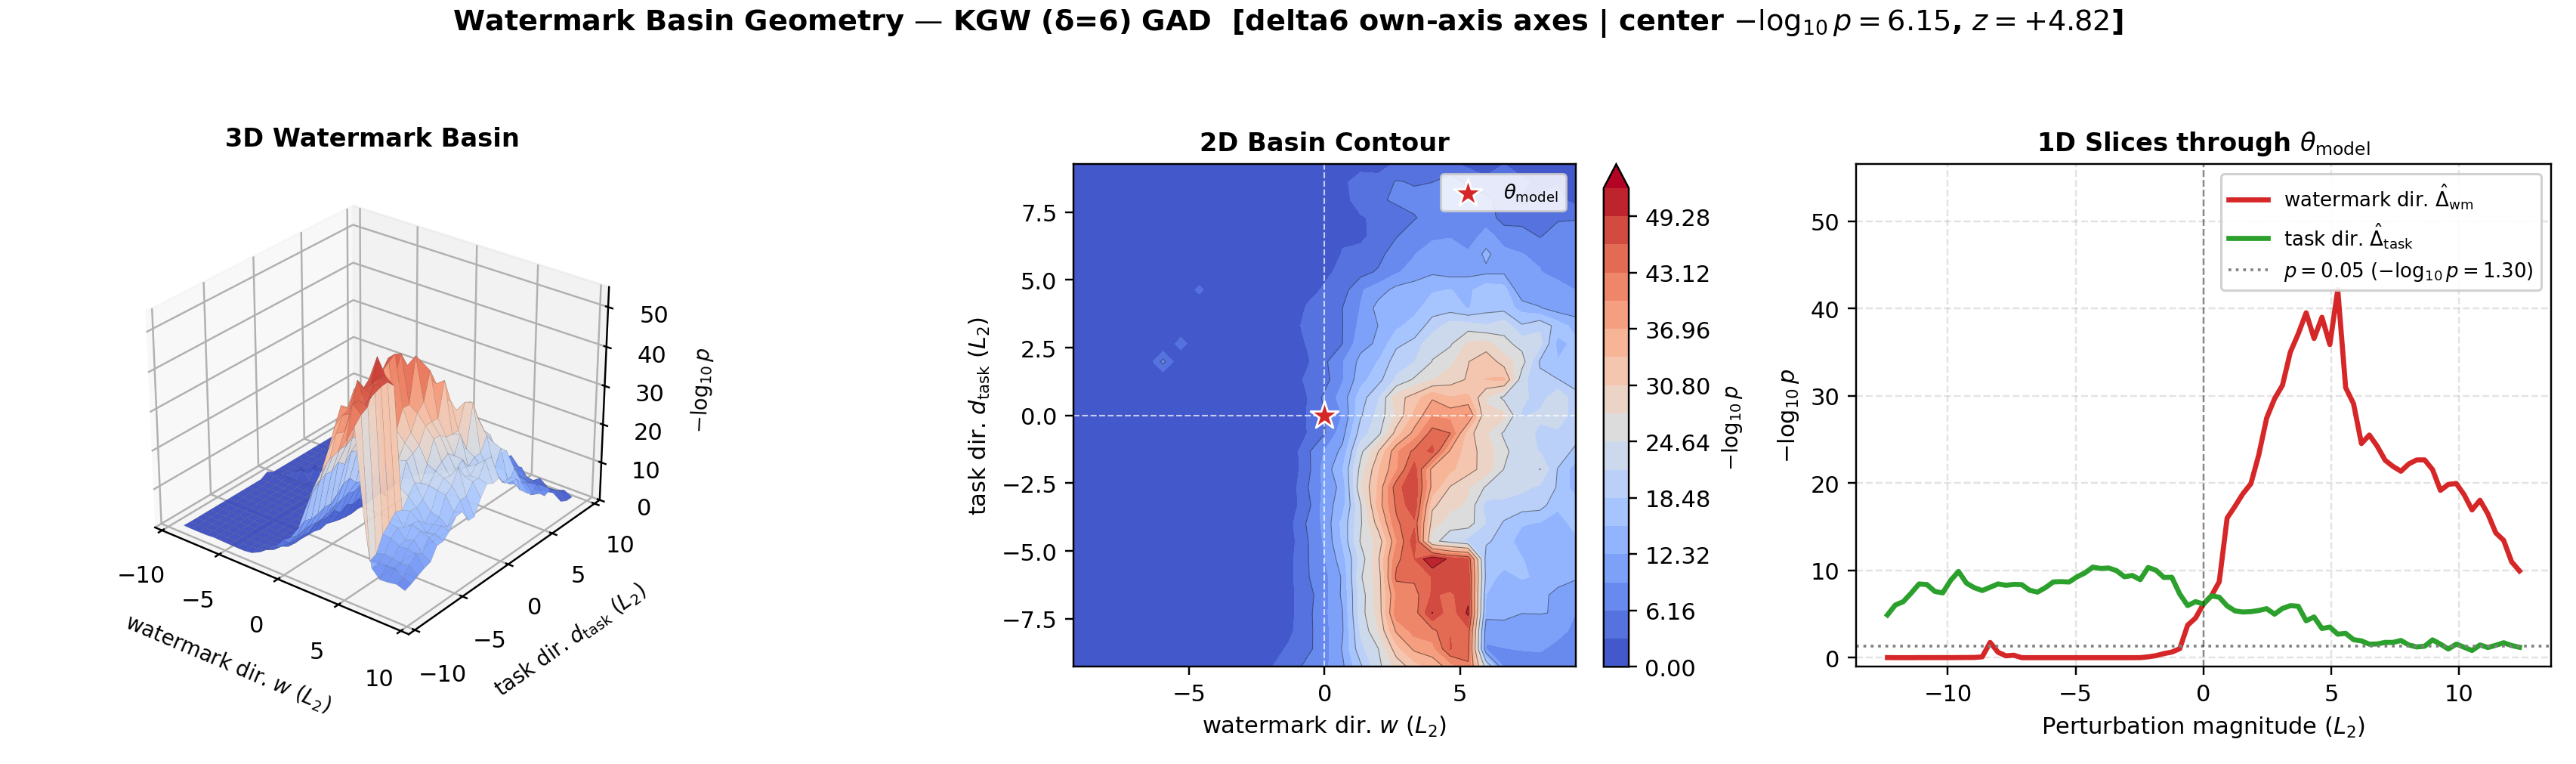 Watermark Basin Geometry — KGW (δ=6) GAD [delta6 own-axis axes | center −log₁₀ p = 6.15, z = +4.82]
3D Watermark Basin
50
40
30
20
10
0
−log₁₀ p
−10
−5
0
5
10
watermark dir. w (L₂)
−10
−5
0
5
10
task dir. d_task (L₂)
2D Basin Contour
θ_model
7.5
5.0
2.5
0.0
−2.5
−5.0
−7.5
task dir. d_task (L₂)
−5
0
5
watermark dir. w (L₂)
49.28
43.12
36.96
30.80
24.64
18.48
12.32
6.16
0.00
−log₁₀ p
1D Slices through θ_model
watermark dir. Δ̂_wm
task dir. Δ̂_task
p = 0.05 (−log₁₀ p = 1.30)
50
40
30
20
10
0
−log₁₀ p
−10
−5
0
5
10
Perturbation magnitude (L₂)